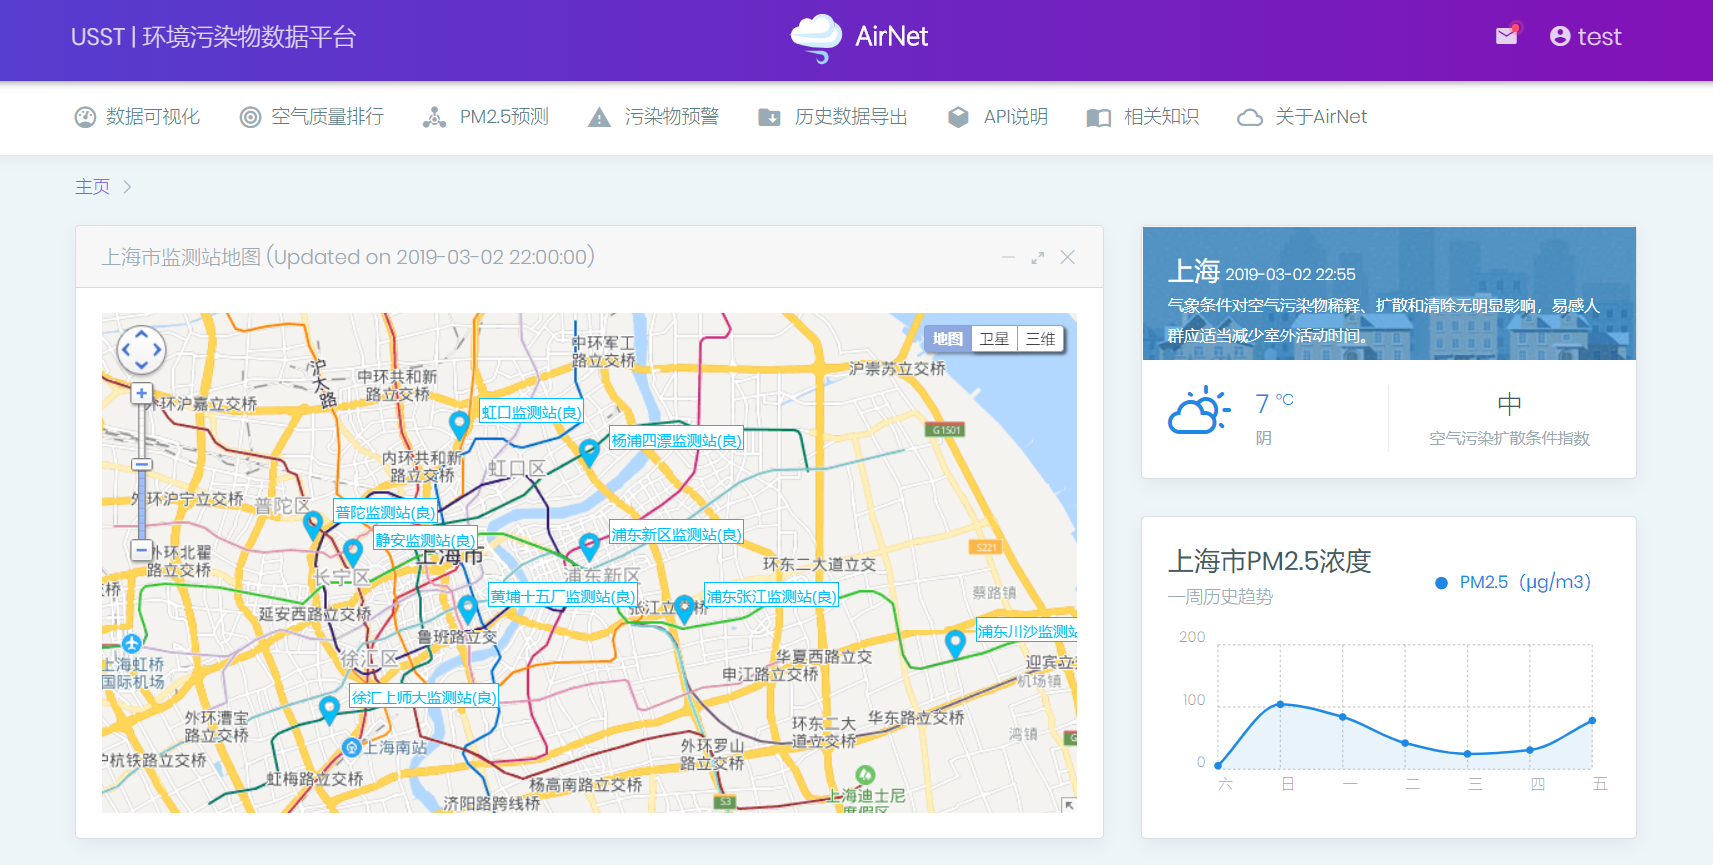 USST | 环境污染物数据平台
AirNet
test
数据可视化
空气质量排行
PM2.5预测
污染物预警
历史数据导出
API说明
相关知识
关于AirNet
主页
上海市监测站地图 (Updated on 2019-03-02 22:00:00)
地图 卫星 三维
中环军工
路立交桥
沪太路
中环共和新
路立交桥
沪崇苏立交桥
外环沪嘉立交桥
虹口监测站(良)
G1501
杨浦四漂监测站(良)
内环共和新
路立交桥
虹口区
外环沪宁立交桥
普陀区
普陀监测站(良)
静安监测站(良)
浦东新区监测站(良)
上海市
S221
外环北翟
路立交桥
环东二大道立交
长宁区
浦东新区
桥
黄埔十五厂监测站(良)
浦东张江监测站(良)
蔡路镇
延安西路立交桥
张江立交桥
鲁班路立交
浦东川沙监测站
上海虹桥
国际机场
徐汇区
华夏西路立交
申江路立交桥
迎宾立
机场镇
徐汇上师大监测站(良)
外环漕宝
路立交桥
环东二大
道立交桥
华东路立交桥
湾镇
上海南站
外环罗山
路立交桥
沪杭铁路立交桥
虹梅路立交桥
杨高南路立交桥
济阳路跨线桥
S3
上海迪士尼
度假区
上海 2019-03-02 22:55
气象条件对空气污染物稀释、扩散和清除无明显影响，易感人
群应适当减少室外活动时间。
7 °C
阴
中
空气污染扩散条件指数
上海市PM2.5浓度
一周历史趋势
PM2.5（μg/m3）
200
100
0
六 日 一 二 三 四 五